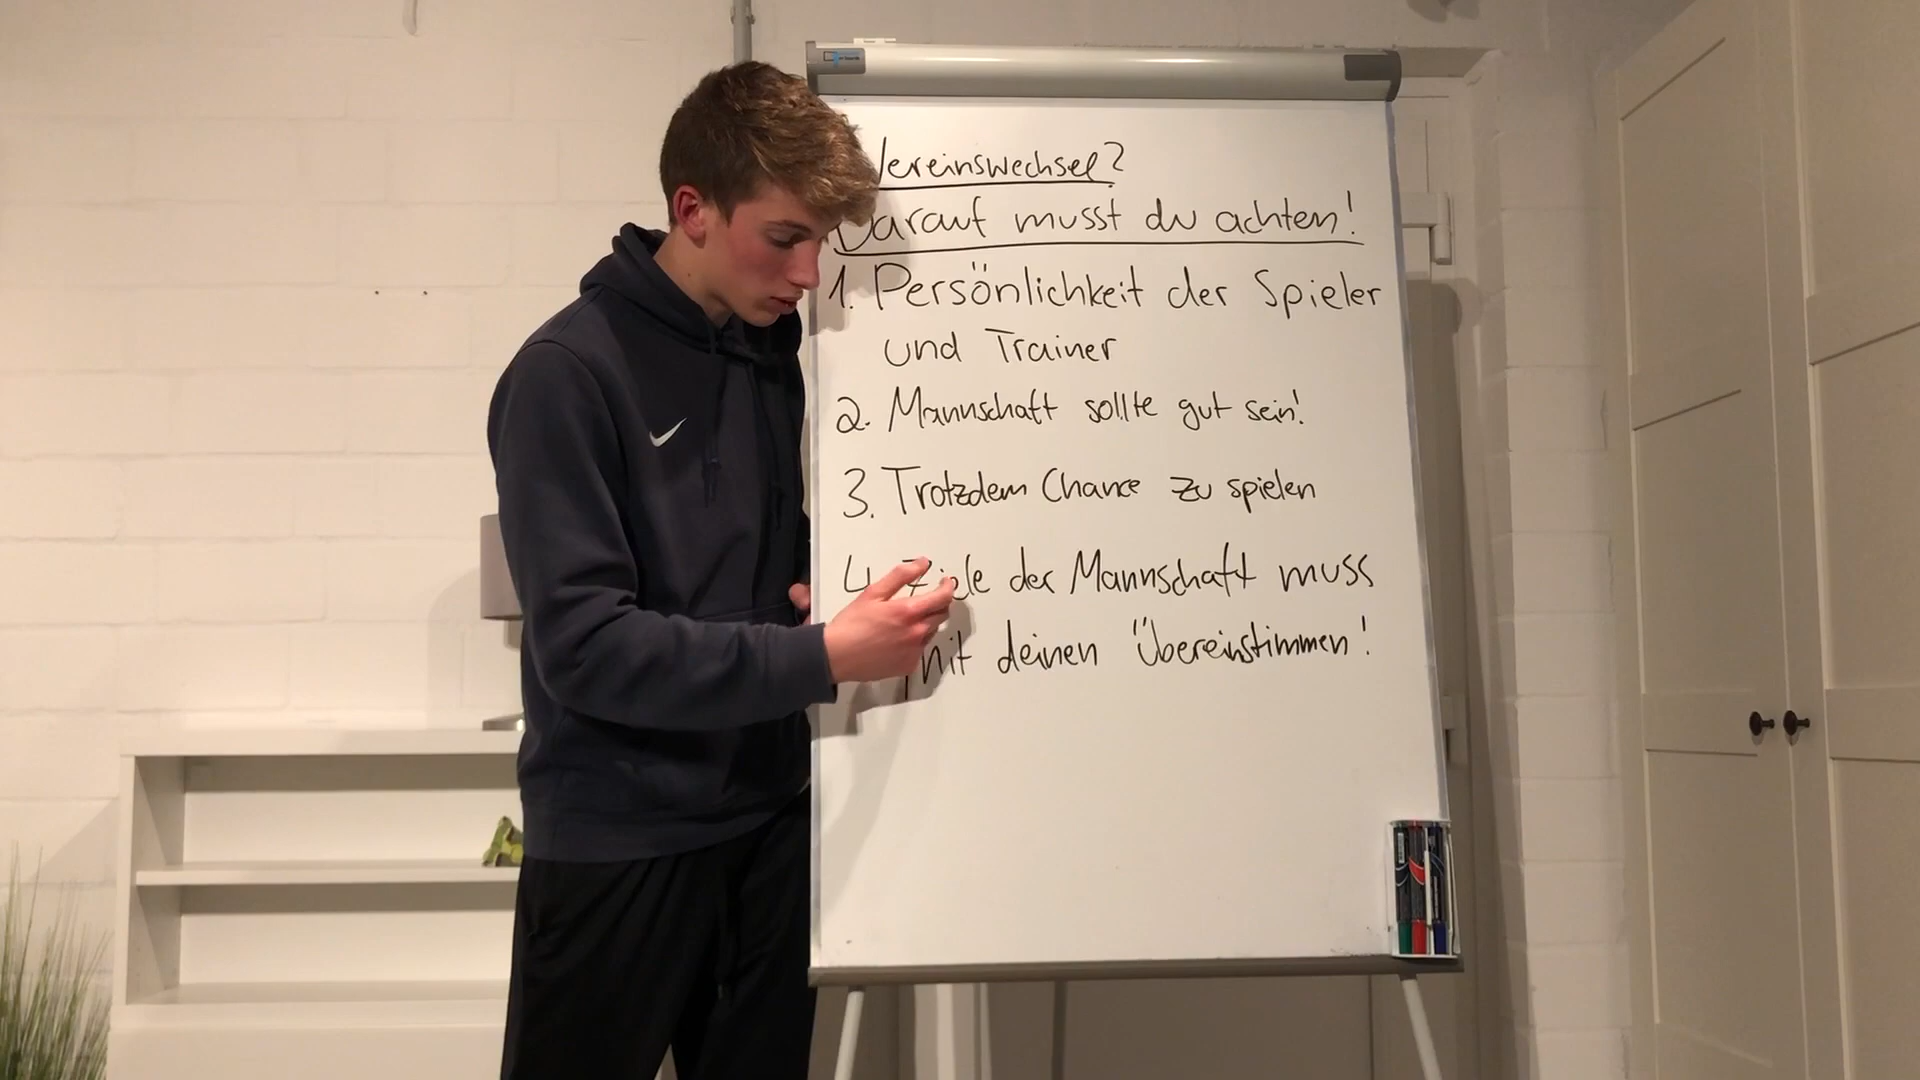 Vereinswechsel?
Darauf musst du achten!
1. Persönlichkeit der Spieler
und Trainer
2. Mannschaft sollte gut sein!
3. Trotzdem Chance zu spielen
4. Ziele der Mannschaft muss
mit deinen Übereinstimmen!